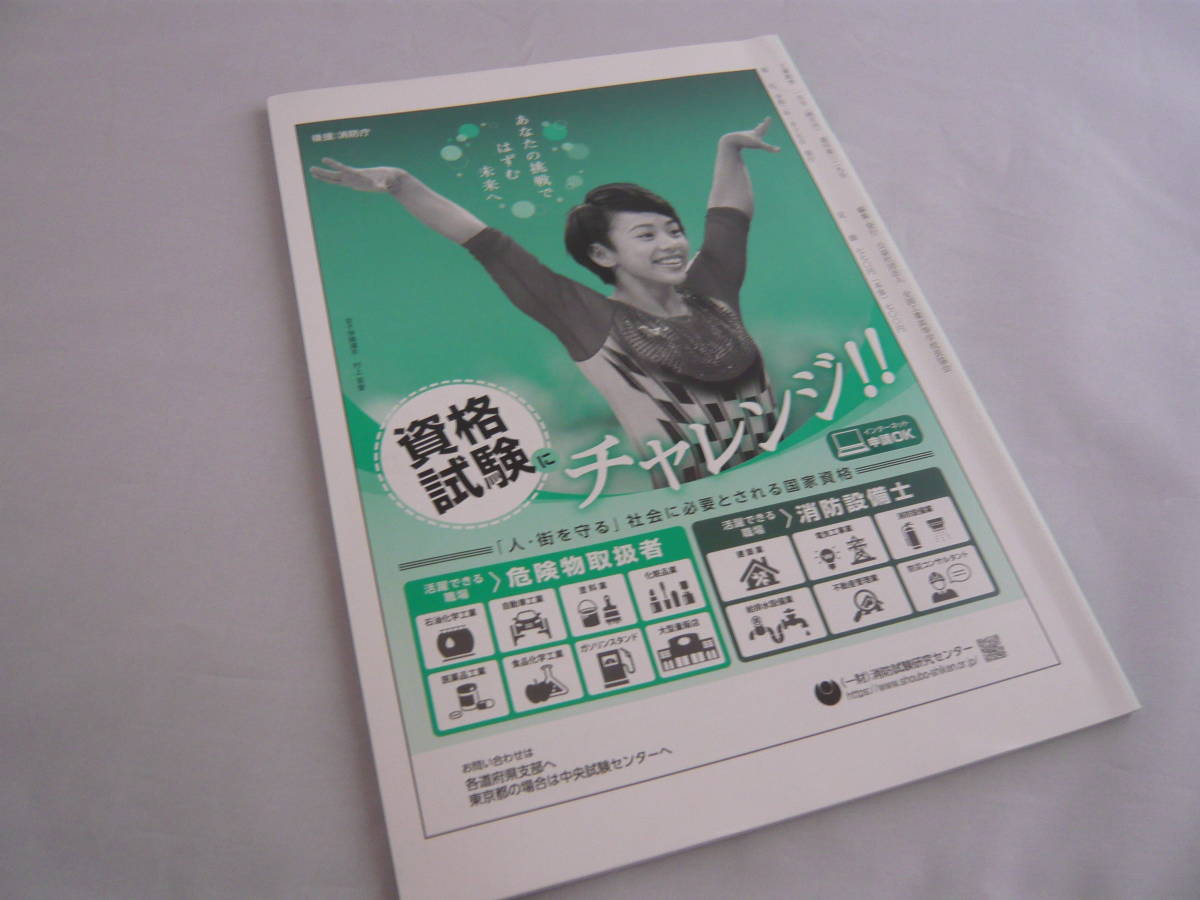 後援：消防庁
あなたの挑戦で
はずむ
未来へ。
資格
試験に
チャレンジ!!
インターネット
申請OK
「人・街を守る」社会に必要とされる国家資格
活躍できる
職場
危険物取扱者
石油化学工業
自動車工業
塗料業
化粧品業
医薬品工業
食品化学工業
ガソリンスタンド
大型量販店
活躍できる
職場
消防設備士
建築業
電気工事業
消防設備業
給排水設備業
不動産管理業
防災コンサルタント
(一財)消防試験研究センター
https://www.shoubo-shiken.or.jp/
お問い合わせは
各道府県支部へ
東京都の場合は中央試験センターへ